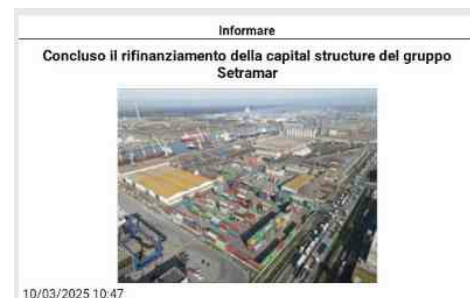 Informare
Concluso il rifinanziamento della capital structure del gruppo
Setramar
10/03/2025 10:47